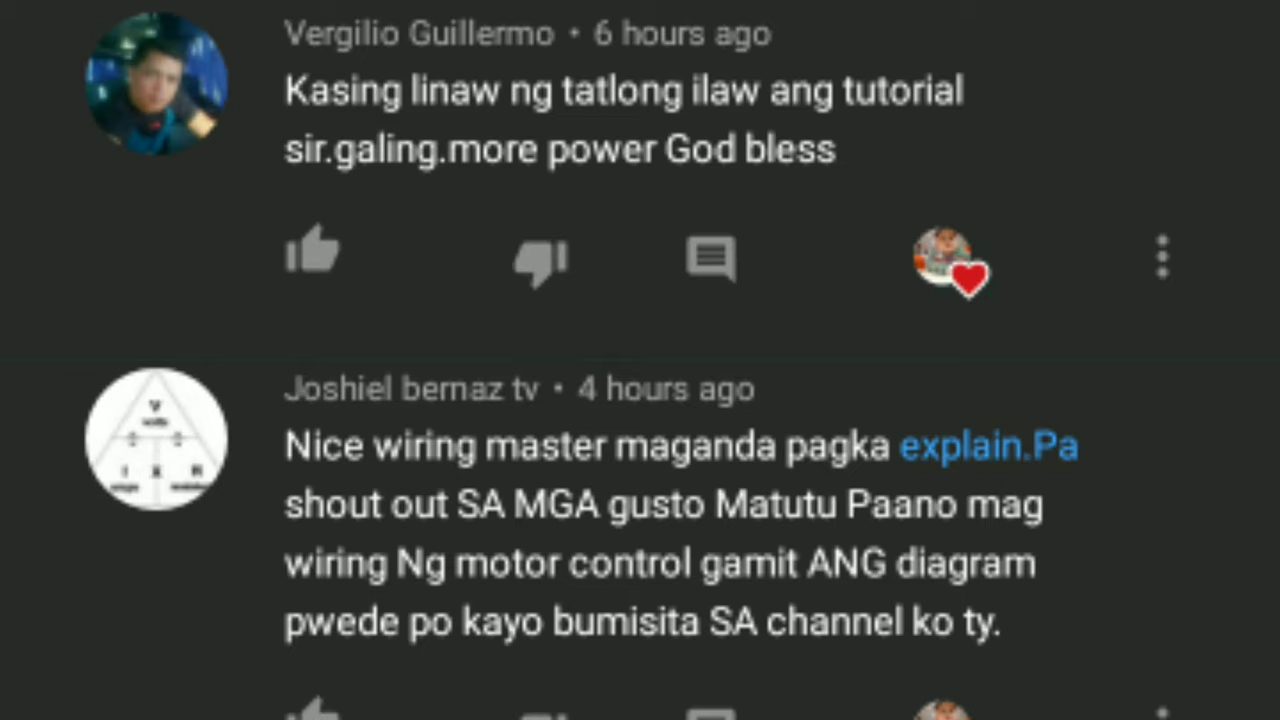 Vergilio Guillermo • 6 hours ago
Kasing linaw ng tatlong ilaw ang tutorial
sir.galing.more power God bless
Joshiel bernaz tv • 4 hours ago
Nice wiring master maganda pagka explain.Pa
shout out SA MGA gusto Matutu Paano mag
wiring Ng motor control gamit ANG diagram
pwede po kayo bumisita SA channel ko ty.